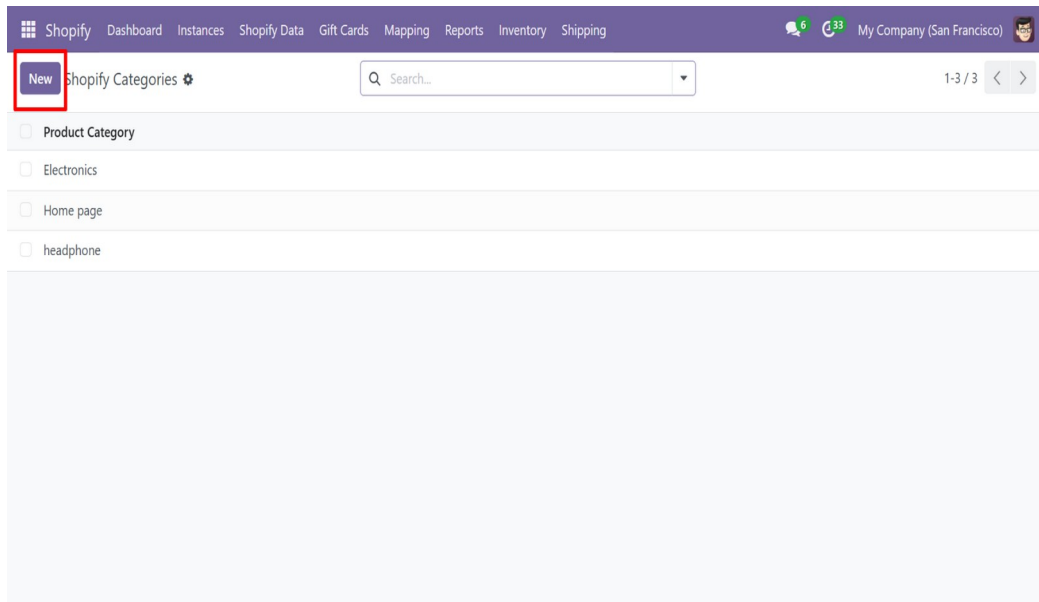 Shopify Dashboard Instances Shopify Data Gift Cards Mapping Reports Inventory Shipping 6 33 My Company (San Francisco)
New Shopify Categories Search... 1-3 / 3
Product Category
Electronics
Home page
headphone